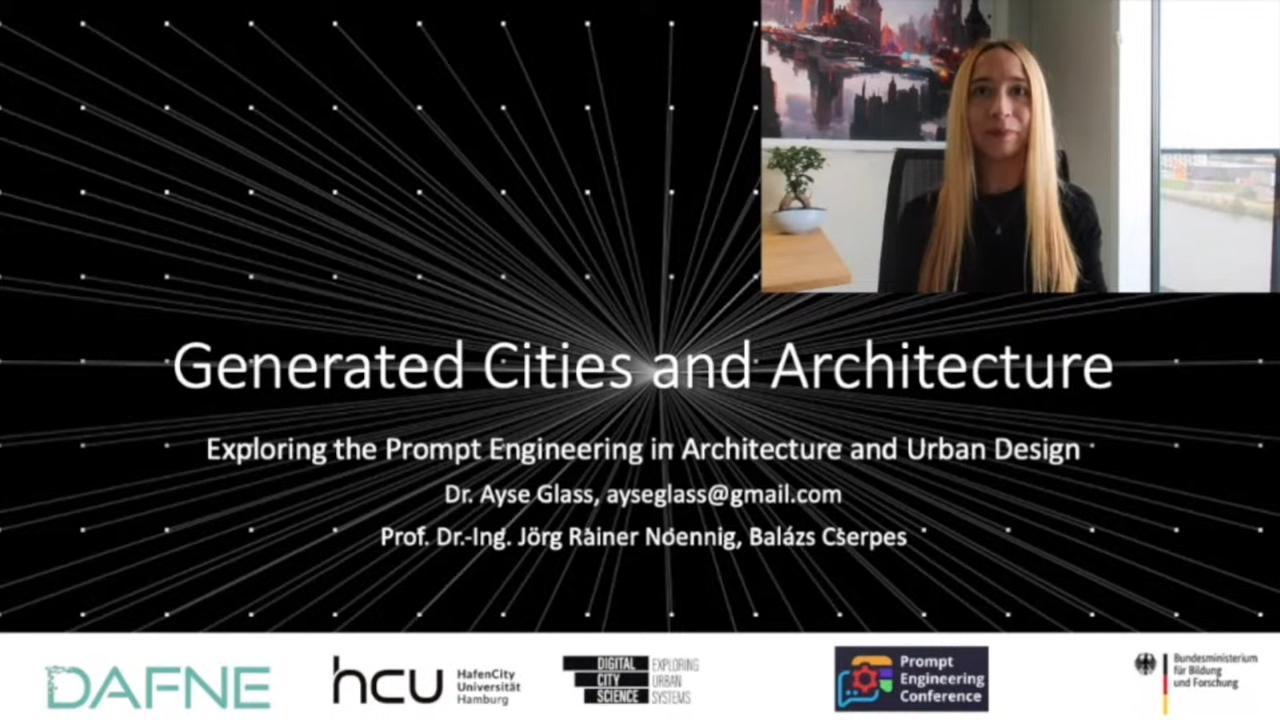 Generated Cities and Architecture
Exploring the Prompt Engineering in Architecture and Urban Design
Dr. Ayse Glass, ayseglass@gmail.com
Prof. Dr.-Ing. Jörg Rainer Noennig, Balázs Cserpes
DAFNE
hcu
HafenCity
Universität
Hamburg
DIGITAL
CITY
SCIENCE
EXPLORING
URBAN
SYSTEMS
Prompt
Engineering
Conference
Bundesministerium
für Bildung
und Forschung